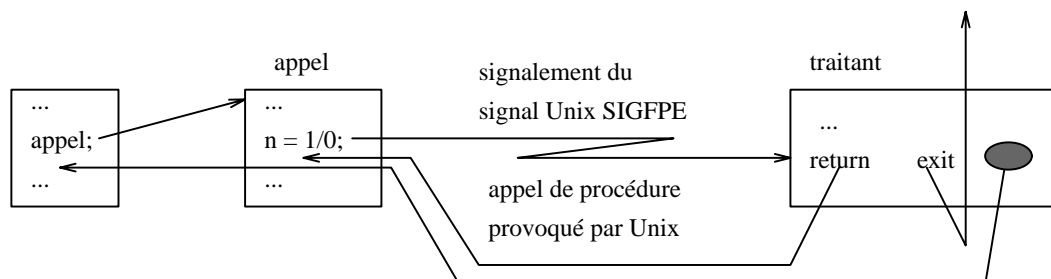 appel
signalement du
signal Unix SIGFPE
traitant
...
appel;
...
...
n = 1/0;
...
appel de procédure
provoqué par Unix
...
return exit